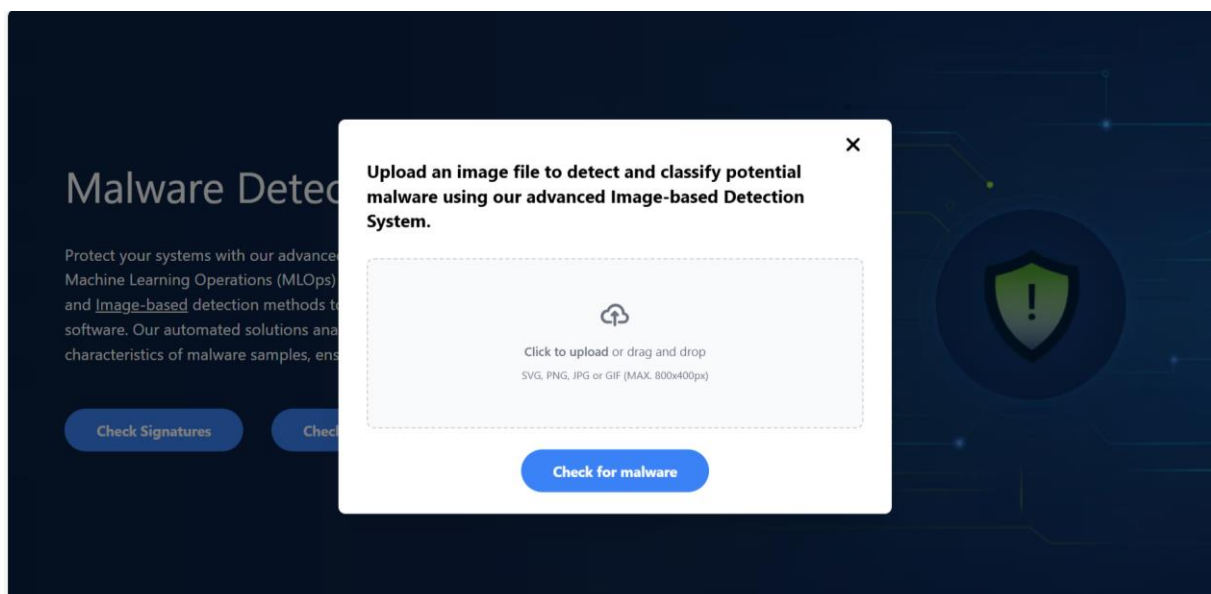 Malware Detec
Protect your systems with our advance
Machine Learning Operations (MLOps)
and Image-based detection methods t
software. Our automated solutions ana
characteristics of malware samples, ens
Check Signatures
Chec
Upload an image file to detect and classify potential
malware using our advanced Image-based Detection
System.
Click to upload or drag and drop
SVG, PNG, JPG or GIF (MAX. 800x400px)
Check for malware